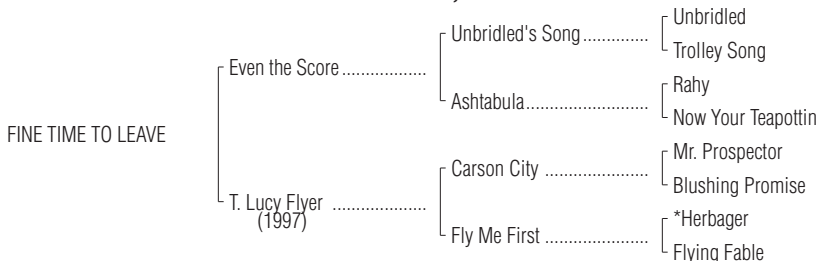 Unbridled
Unbridled's Song..............
Trolley Song
Even the Score...................
Rahy
Ashtabula..........................
Now Your Teapottin
FINE TIME TO LEAVE
Mr. Prospector
Carson City ......................
Blushing Promise
T. Lucy Flyer ....................
(1997)
*Herbager
Fly Me First ......................
Flying Fable